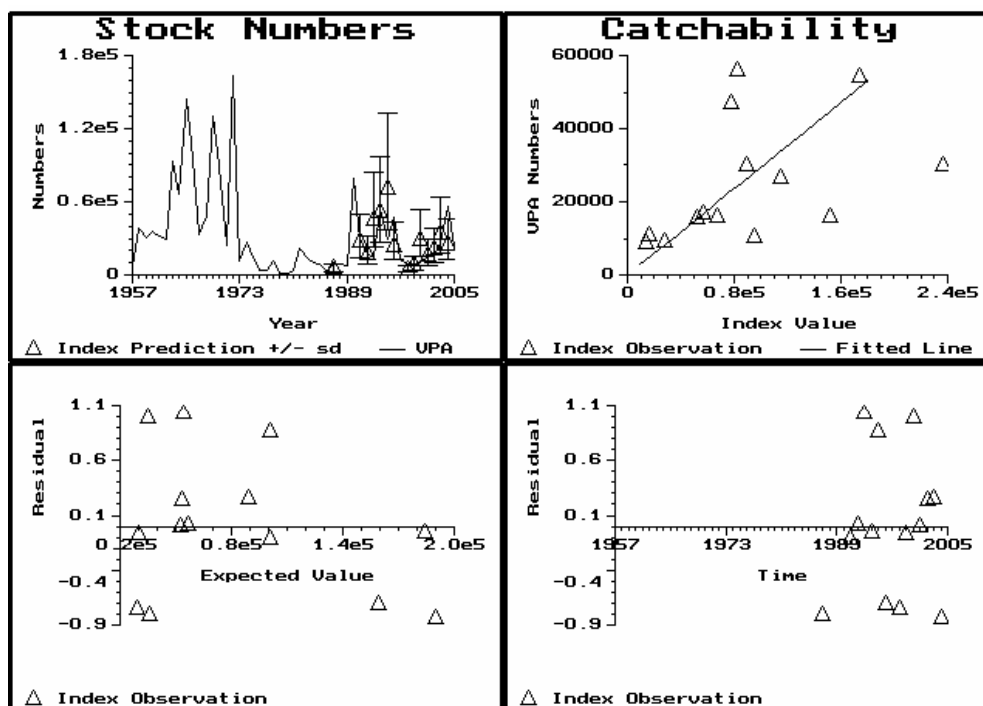 Stock Numbers
1.8e5
1.2e5
0.6e5
0
Numbers
1957 1973 1989 2005
Year
△ Index Prediction +/- sd — VPA
Catchability
60000
40000
20000
0
VPA Numbers
0 0.8e5 1.6e5 2.4e5
Index Value
△ Index Observation — Fitted Line
1.1
0.6
0.1
-0.4
-0.9
Residual
0.2e5 0.8e5 1.4e5 2.0e5
Expected Value
△ Index Observation
1.1
0.6
0.1
-0.4
-0.9
Residual
1957 1973 1989 2005
Time
△ Index Observation